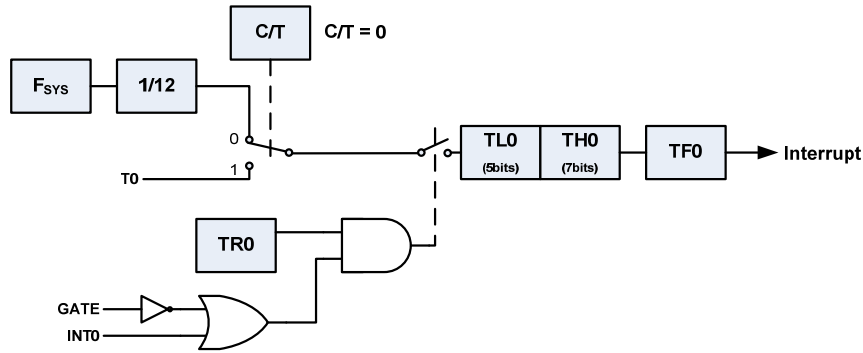 C/T C/T = 0
FSYS 1/12
0
1
T0
TL0 TH0 TF0 Interrupt
(5bits) (7bits)
TR0
GATE
INT0